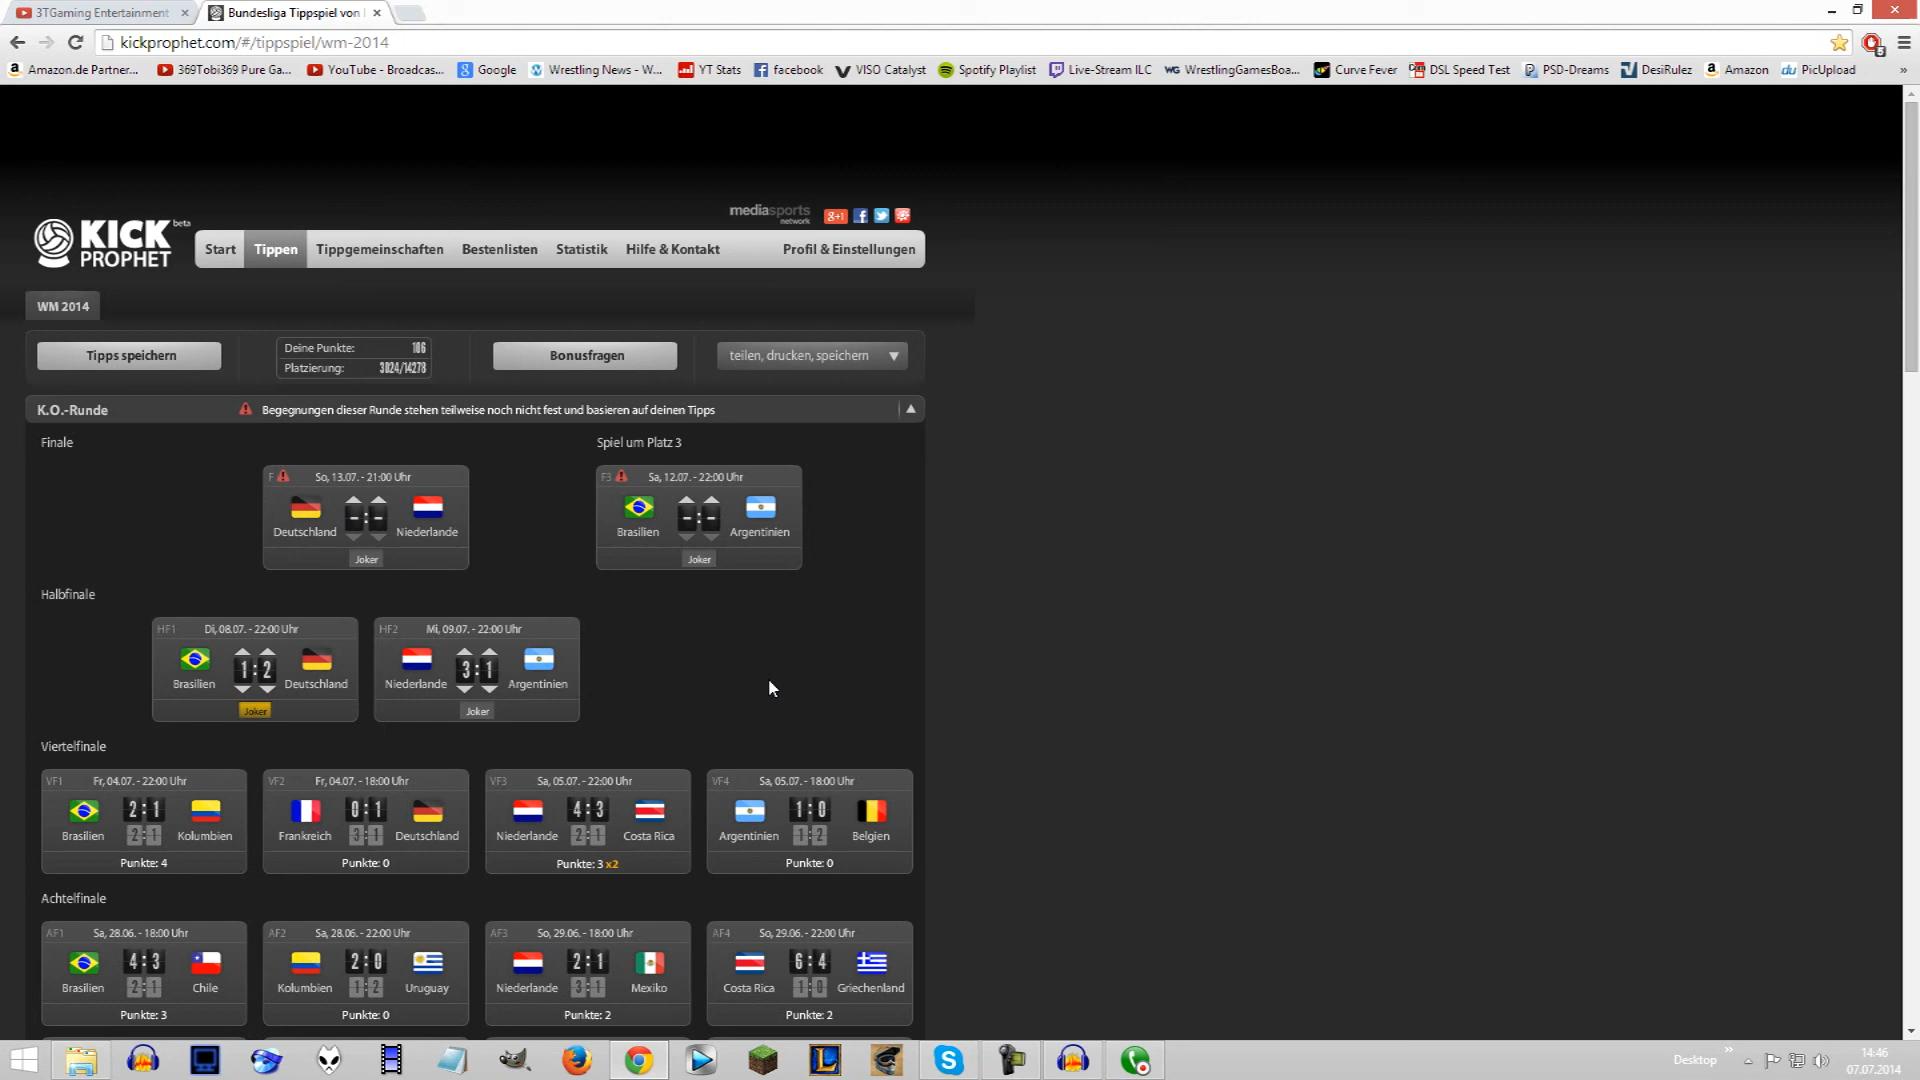 3TGaming Entertainment
Bundesliga Tippspiel von
kickprophet.com/#/tippspiel/wm-2014
Amazon.de Partner... 369Tobi369 Pure Ga... YouTube - Broadcas... Google Wrestling News - W... YT Stats facebook VISO Catalyst Spotify Playlist Live-Stream ILC WrestlingGamesBoa... Curve Fever DSL Speed Test PSD-Dreams DesiRulez Amazon PicUpload »
mediasports
network
g+1
KICK beta
PROPHET
Start Tippen Tippgemeinschaften Bestenlisten Statistik Hilfe & Kontakt Profil & Einstellungen
WM 2014
Tipps speichern
Deine Punkte: 106
Platzierung: 3024/14278
Bonusfragen
teilen, drucken, speichern
K.O.-Runde Begegnungen dieser Runde stehen teilweise noch nicht fest und basieren auf deinen Tipps
Finale Spiel um Platz 3
F So, 13.07. - 21:00 Uhr F3 Sa, 12.07. - 22:00 Uhr
-:- -:-
Deutschland Niederlande Brasilien Argentinien
Joker Joker
Halbfinale
HF1 Di, 08.07. - 22:00 Uhr HF2 Mi, 09.07. - 22:00 Uhr
1:2 3:1
Brasilien Deutschland Niederlande Argentinien
Joker Joker
Viertelfinale
VF1 Fr, 04.07. - 22:00 Uhr VF2 Fr, 04.07. - 18:00 Uhr VF3 Sa, 05.07. - 22:00 Uhr VF4 Sa, 05.07. - 18:00 Uhr
2:1 0:1 4:3 1:0
Brasilien 2:1 Kolumbien Frankreich 3:1 Deutschland Niederlande 2:1 Costa Rica Argentinien 1:2 Belgien
Punkte: 4 Punkte: 0 Punkte: 3 x2 Punkte: 0
Achtelfinale
AF1 Sa, 28.06. - 18:00 Uhr AF2 Sa, 28.06. - 22:00 Uhr AF3 So, 29.06. - 18:00 Uhr AF4 So, 29.06. - 22:00 Uhr
4:3 2:0 2:1 6:4
Brasilien 2:1 Chile Kolumbien 1:2 Uruguay Niederlande 3:1 Mexiko Costa Rica 1:0 Griechenland
Punkte: 3 Punkte: 0 Punkte: 2 Punkte: 2
Desktop »
14:46
07.07.2014